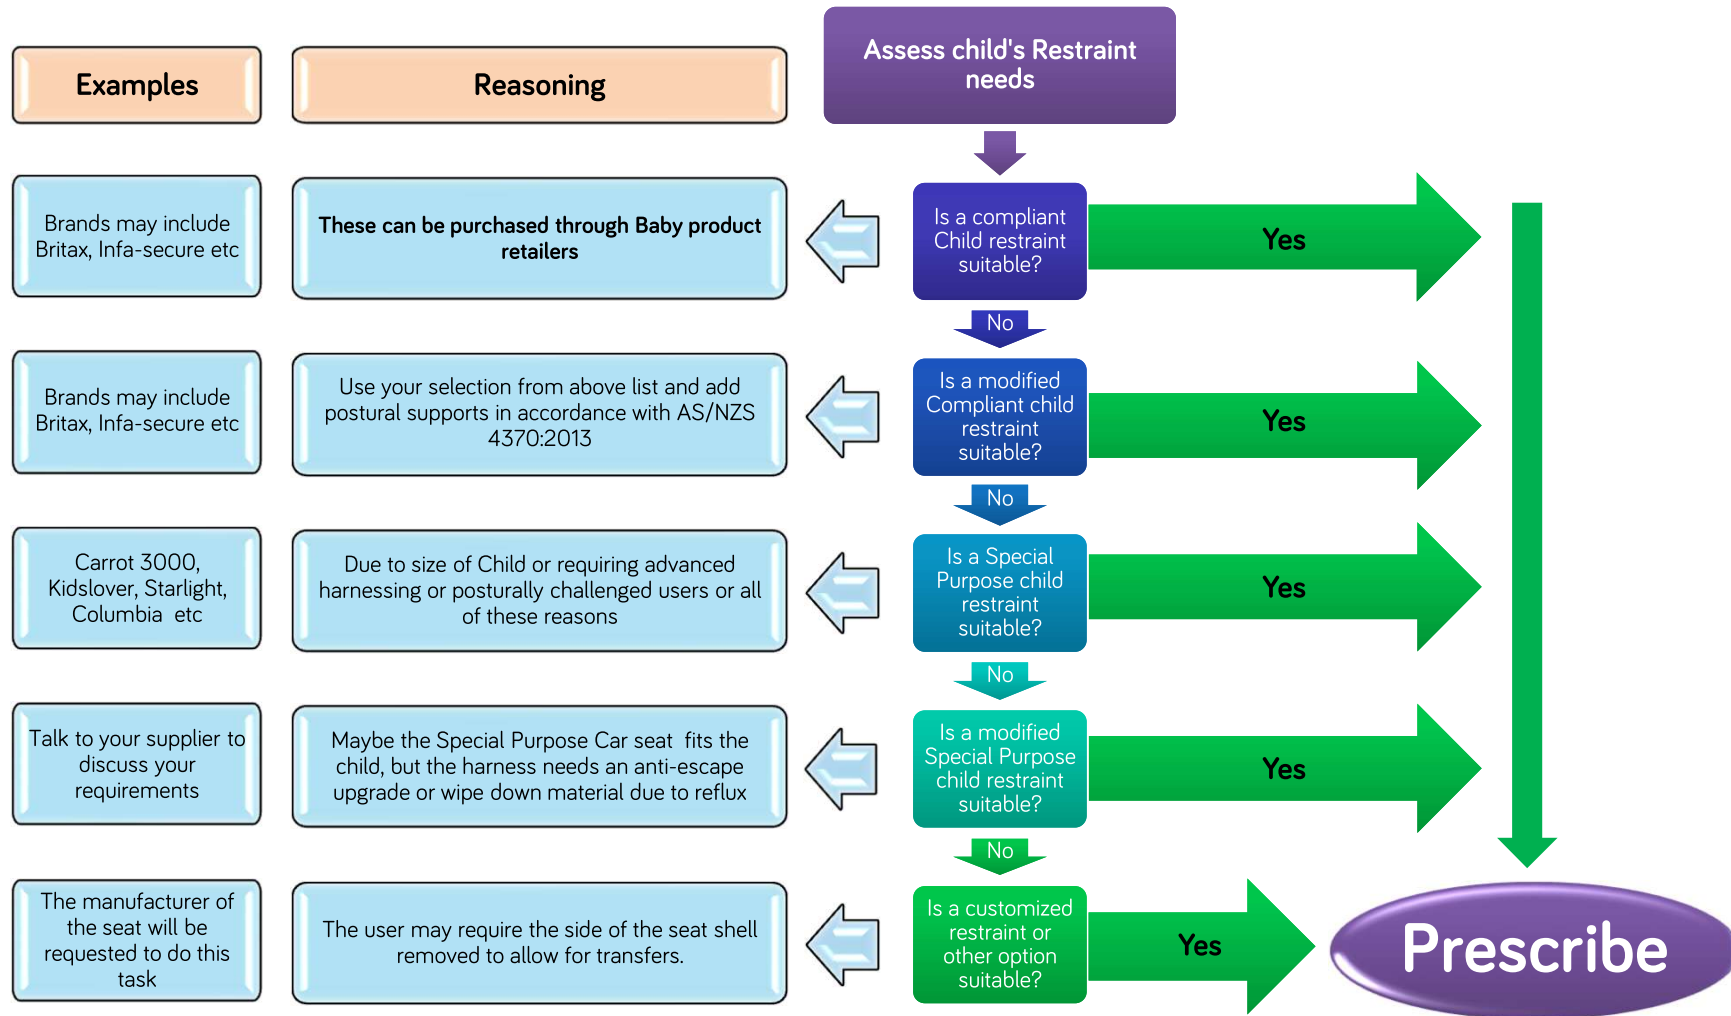 Assess child's Restraint
needs
Examples
Reasoning
Brands may include
Britax, Infa-secure etc
These can be purchased through Baby product
retailers
Is a compliant
Child restraint
suitable?
Yes
No
Brands may include
Britax, Infa-secure etc
Use your selection from above list and add
postural supports in accordance with AS/NZS
4370:2013
Is a modified
Compliant child
restraint
suitable?
Yes
No
Carrot 3000,
Kidslover, Starlight,
Columbia  etc
Due to size of Child or requiring advanced
harnessing or posturally challenged users or all
of these reasons
Is a Special
Purpose child
restraint
suitable?
Yes
No
Talk to your supplier to
discuss your
requirements
Maybe the Special Purpose Car seat  fits the
child, but the harness needs an anti-escape
upgrade or wipe down material due to reflux
Is a modified
Special Purpose
child restraint
suitable?
Yes
No
The manufacturer of
the seat will be
requested to do this
task
The user may require the side of the seat shell
removed to allow for transfers.
Is a customized
restraint or
other option
suitable?
Yes
Prescribe